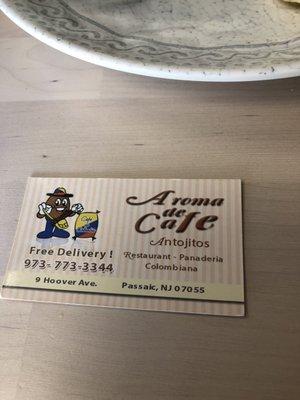 Aroma
de
Cafe
Antojitos
Restaurant - Panaderia
Colombiana
Free Delivery !
973- 773-3344
9 Hoover Ave. Passaic, NJ 07055